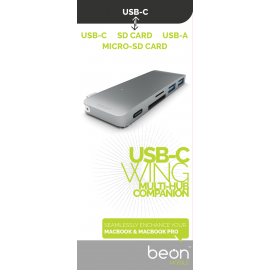 USB-C
USB-C SD CARD USB-A
MICRO-SD CARD
USB-C
WING
MULTI-HUB
COMPANION
SEAMLESSLY ENCHANCE YOUR
MACBOOK & MACBOOK PRO
beon